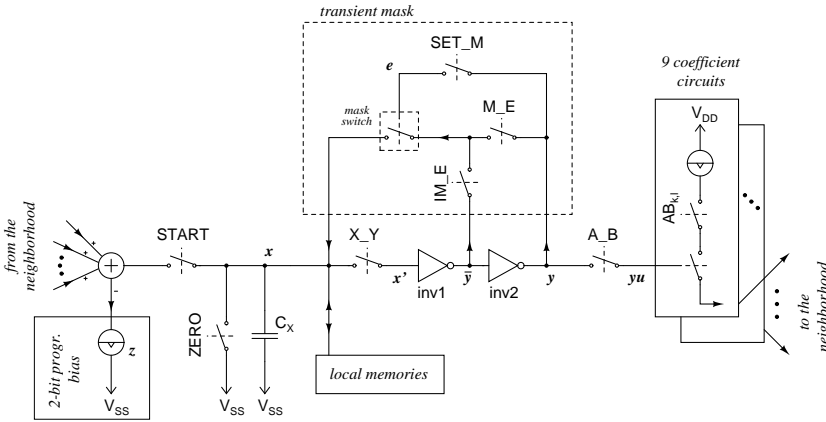 transient mask
SET_M
e
mask
switch
M_E
IM_E
9 coefficient
circuits
V_DD
AB_k,l
from the
neighborhood
+
+
+
-
START
x
X_Y
x'
inv1
ȳ
inv2
y
A_B
yu
to the
neighborhood
2-bit progr.
bias
z
V_SS
ZERO
V_SS
C_X
V_SS
local memories